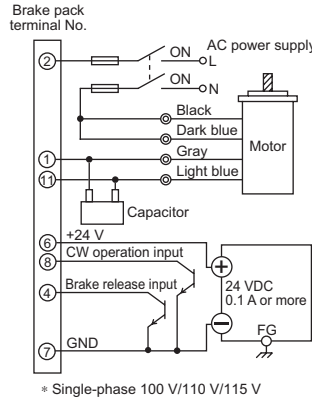 Brake pack
terminal No.
ON
AC power supply
2
L
ON
N
Black
Dark blue
Motor
Gray
1
Light blue
11
Capacitor
+24 V
6
CW operation input
8
+
24 VDC
0.1 A or more
Brake release input
4
−
FG
GND
7
* Single-phase 100 V/110 V/115 V